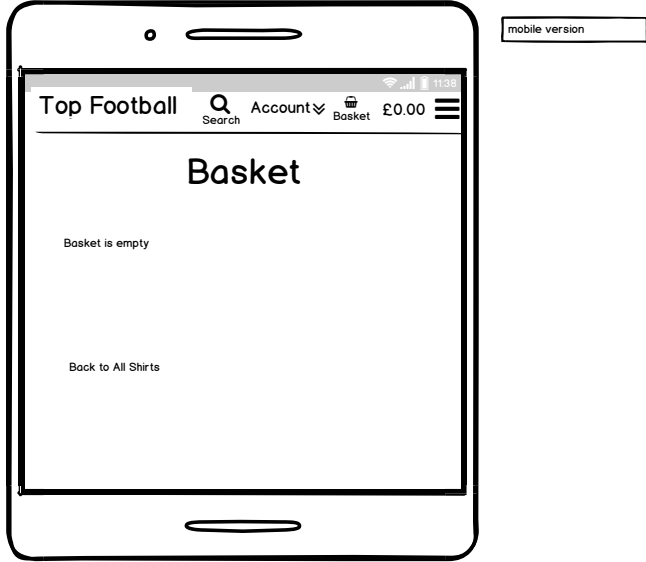 mobile version
11:38
Top Football
Search
Account
Basket
£0.00
Basket
Basket is empty
Back to All Shirts